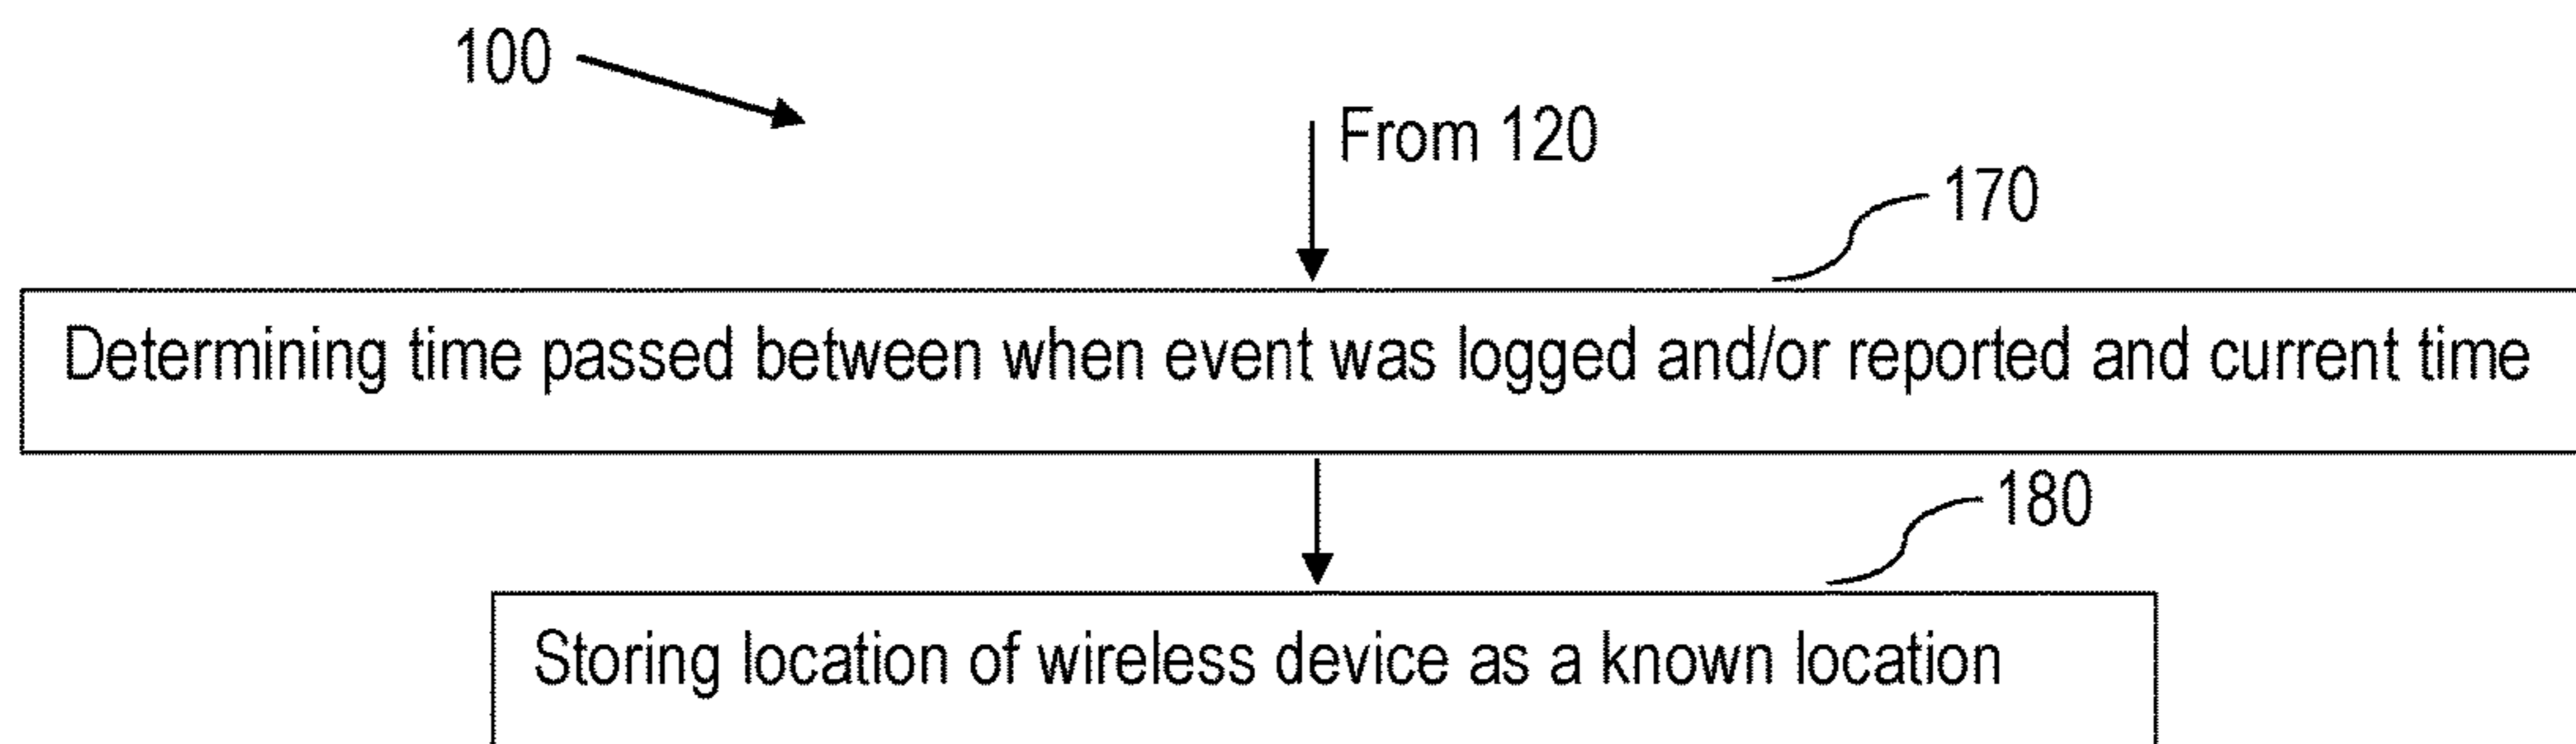 100
From 120
170
Determining time passed between when event was logged and/or reported and current time
180
Storing location of wireless device as a known location